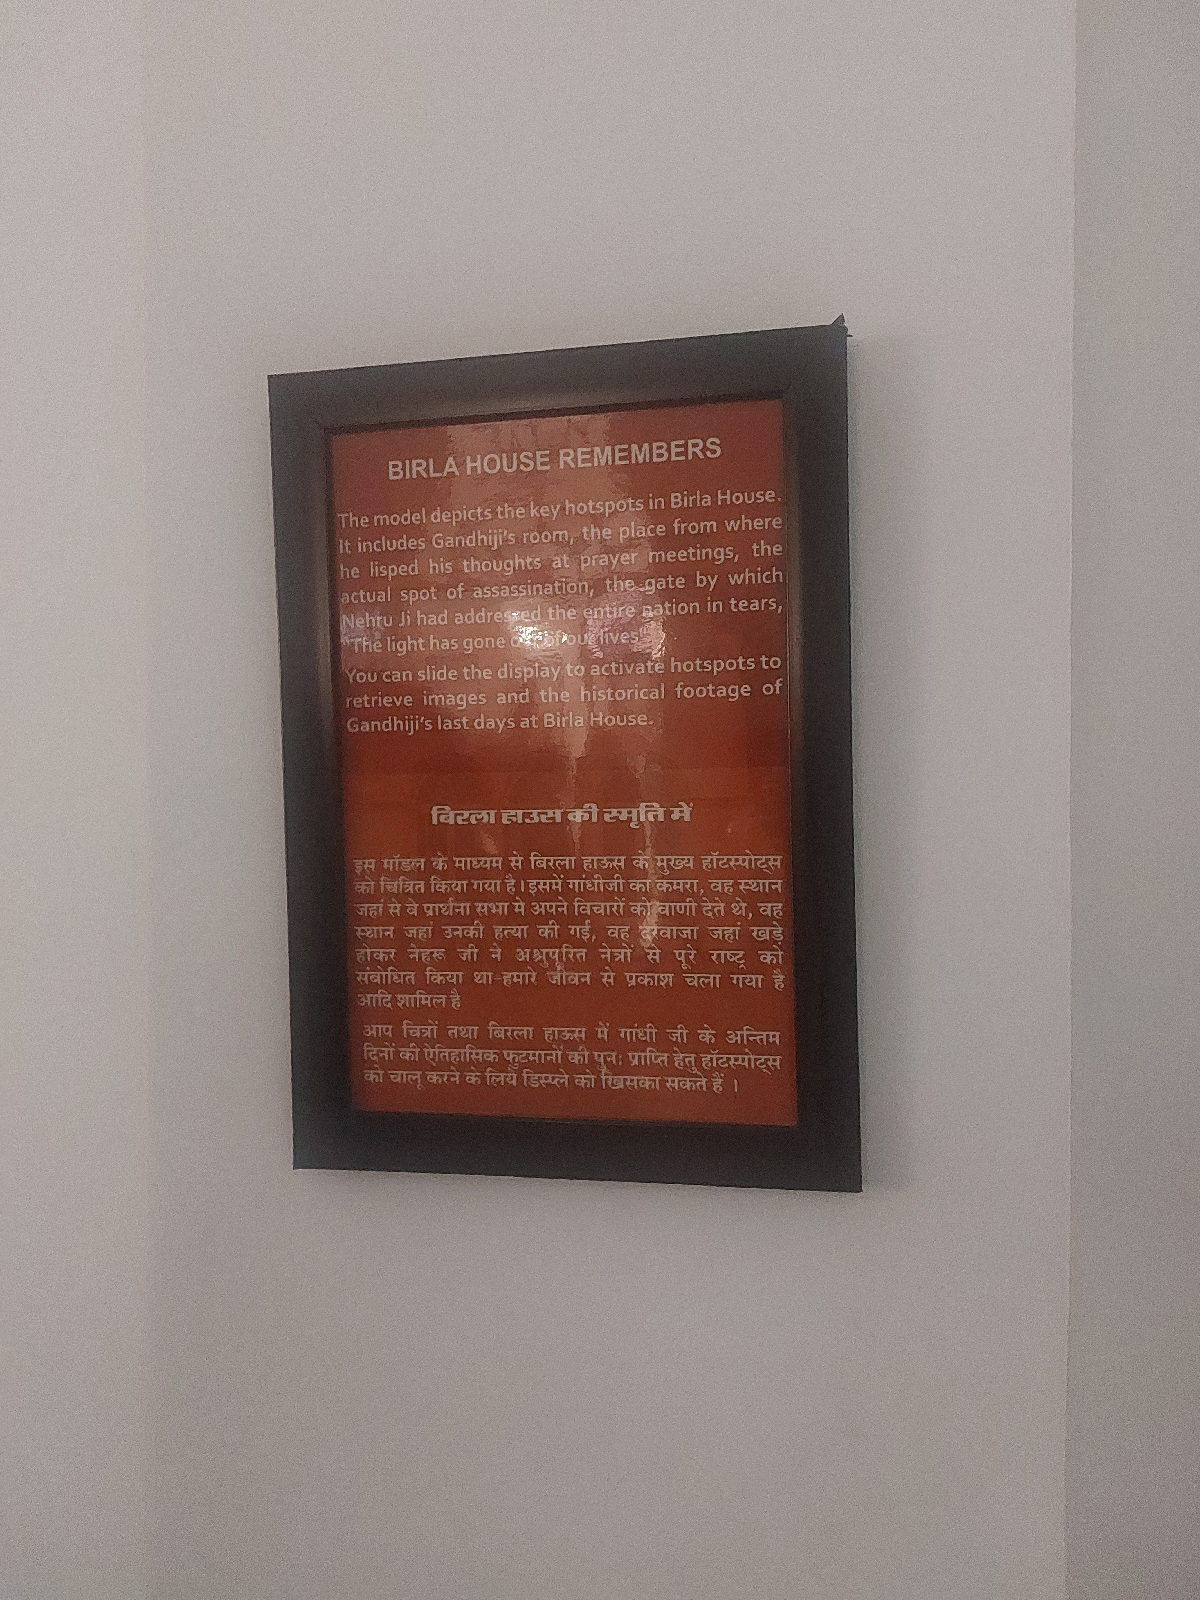 BIRLA HOUSE REMEMBERS
The model depicts the key hotspots in Birla House.
It includes Gandhiji's room, the place from where
he lisped his thoughts at prayer meetings, the
actual spot of assassination, the gate by which
Nehru Ji had addressed the entire nation in tears,
"The light has gone out of our lives"
You can slide the display to activate hotspots to
retrieve images and the historical footage of
Gandhiji's last days at Birla House.
बिरला हाउस की स्मृति में
इस मॉडल के माध्यम से बिरला हाऊस के मुख्य हॉटस्पोट्स
को चित्रित किया गया है। इसमें गांधीजी का कमरा, वह स्थान
जहां से वे प्रार्थना सभा मे अपने विचारों को वाणी देते थे, वह
स्थान जहां उनकी हत्या की गई, वह दरवाजा जहां खड़े
होकर नेहरू जी ने अश्रुपूरित नेत्रों से पूरे राष्ट्र को
संबोधित किया था-हमारे जीवन से प्रकाश चला गया है
आदि शामिल है
आप चित्रों तथा बिरला हाऊस में गांधी जी के अन्तिम
दिनों की ऐतिहासिक फुटमानों की पुनः प्राप्ति हेतु हॉटस्पोट्स
को चालू करने के लिये डिस्प्ले को खिसका सकते हैं ।